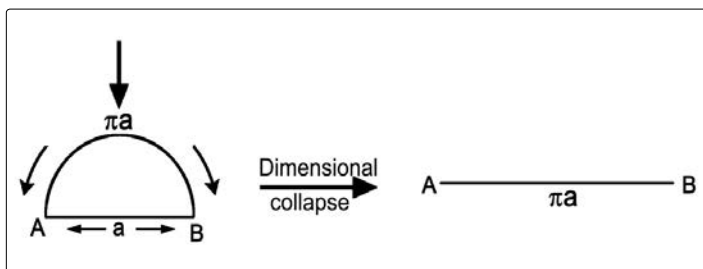 πa
A a B
Dimensional
collapse
A B
πa